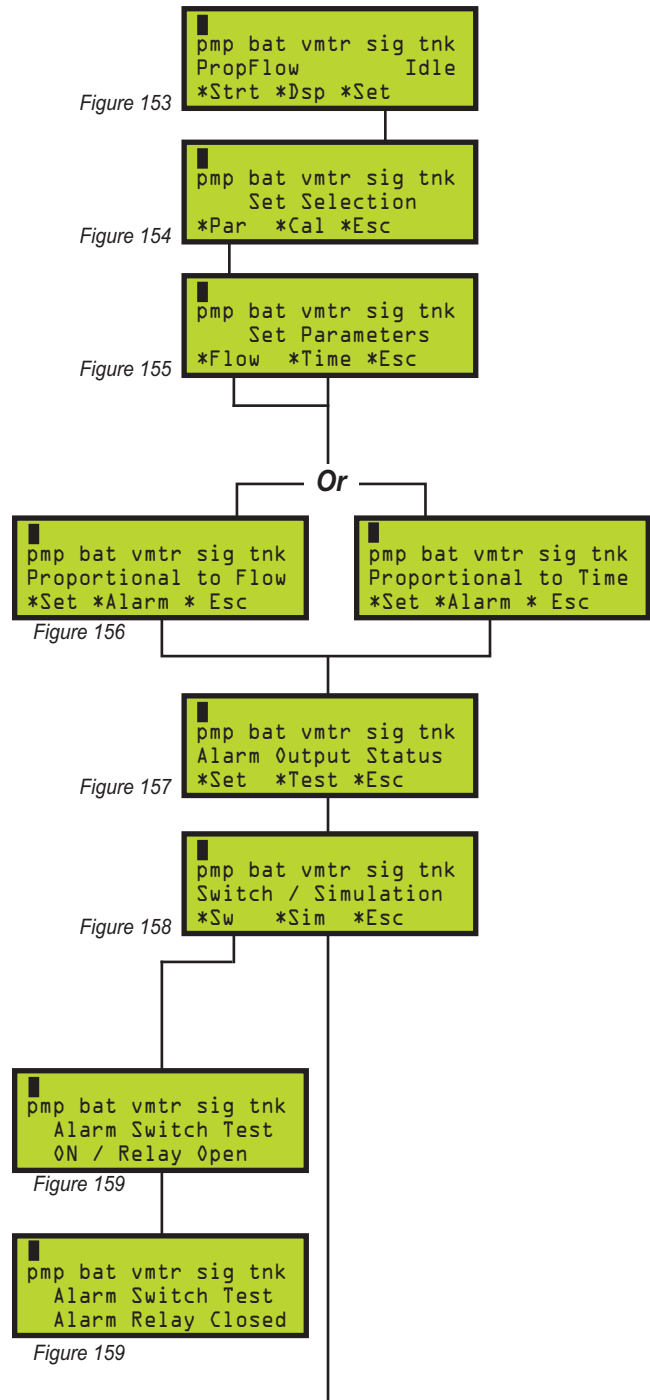 pmp bat vmtr sig tnk
PropFlow Idle
*Strt *Dsp *Set
Figure 153
pmp bat vmtr sig tnk
Set Selection
*Par *Cal *Esc
Figure 154
pmp bat vmtr sig tnk
Set Parameters
*Flow *Time *Esc
Figure 155
Or
pmp bat vmtr sig tnk
Proportional to Flow
*Set *Alarm * Esc
Figure 156
pmp bat vmtr sig tnk
Proportional to Time
*Set *Alarm * Esc
pmp bat vmtr sig tnk
Alarm Output Status
*Set *Test *Esc
Figure 157
pmp bat vmtr sig tnk
Switch / Simulation
*Sw *Sim *Esc
Figure 158
pmp bat vmtr sig tnk
Alarm Switch Test
ON / Relay Open
Figure 159
pmp bat vmtr sig tnk
Alarm Switch Test
Alarm Relay Closed
Figure 159